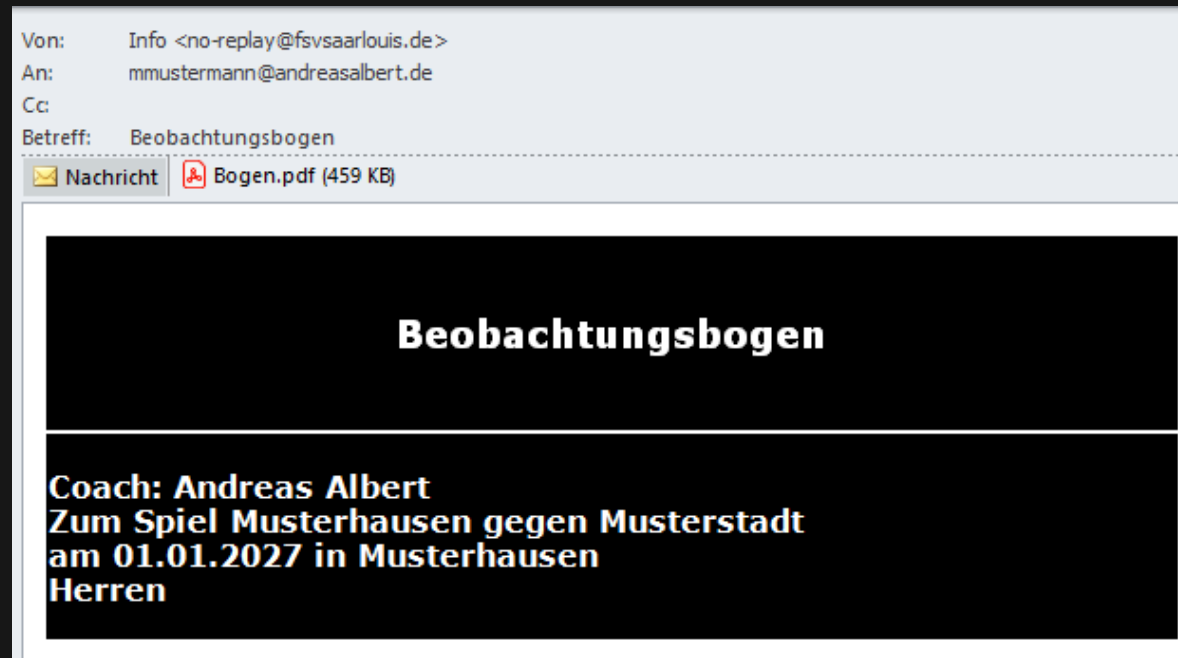 Von: Info <no-replay@fsvsaarlouis.de>
An: mmustermann@andreasalbert.de
Cc:
Betreff: Beobachtungsbogen
Nachricht Bogen.pdf (459 KB)
Beobachtungsbogen
Coach: Andreas Albert
Zum Spiel Musterhausen gegen Musterstadt
am 01.01.2027 in Musterhausen
Herren